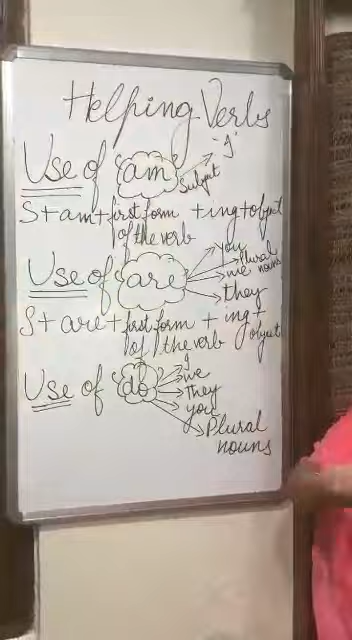 Helping Verbs
Use of "am" Subject "I"
S+am+first form +ing+object
of the verb
Use of "are" you
Plural nouns
we
they
S+ are + first form + ing +
of the verb object
Use of "do" I
we
they
you
Plural
nouns